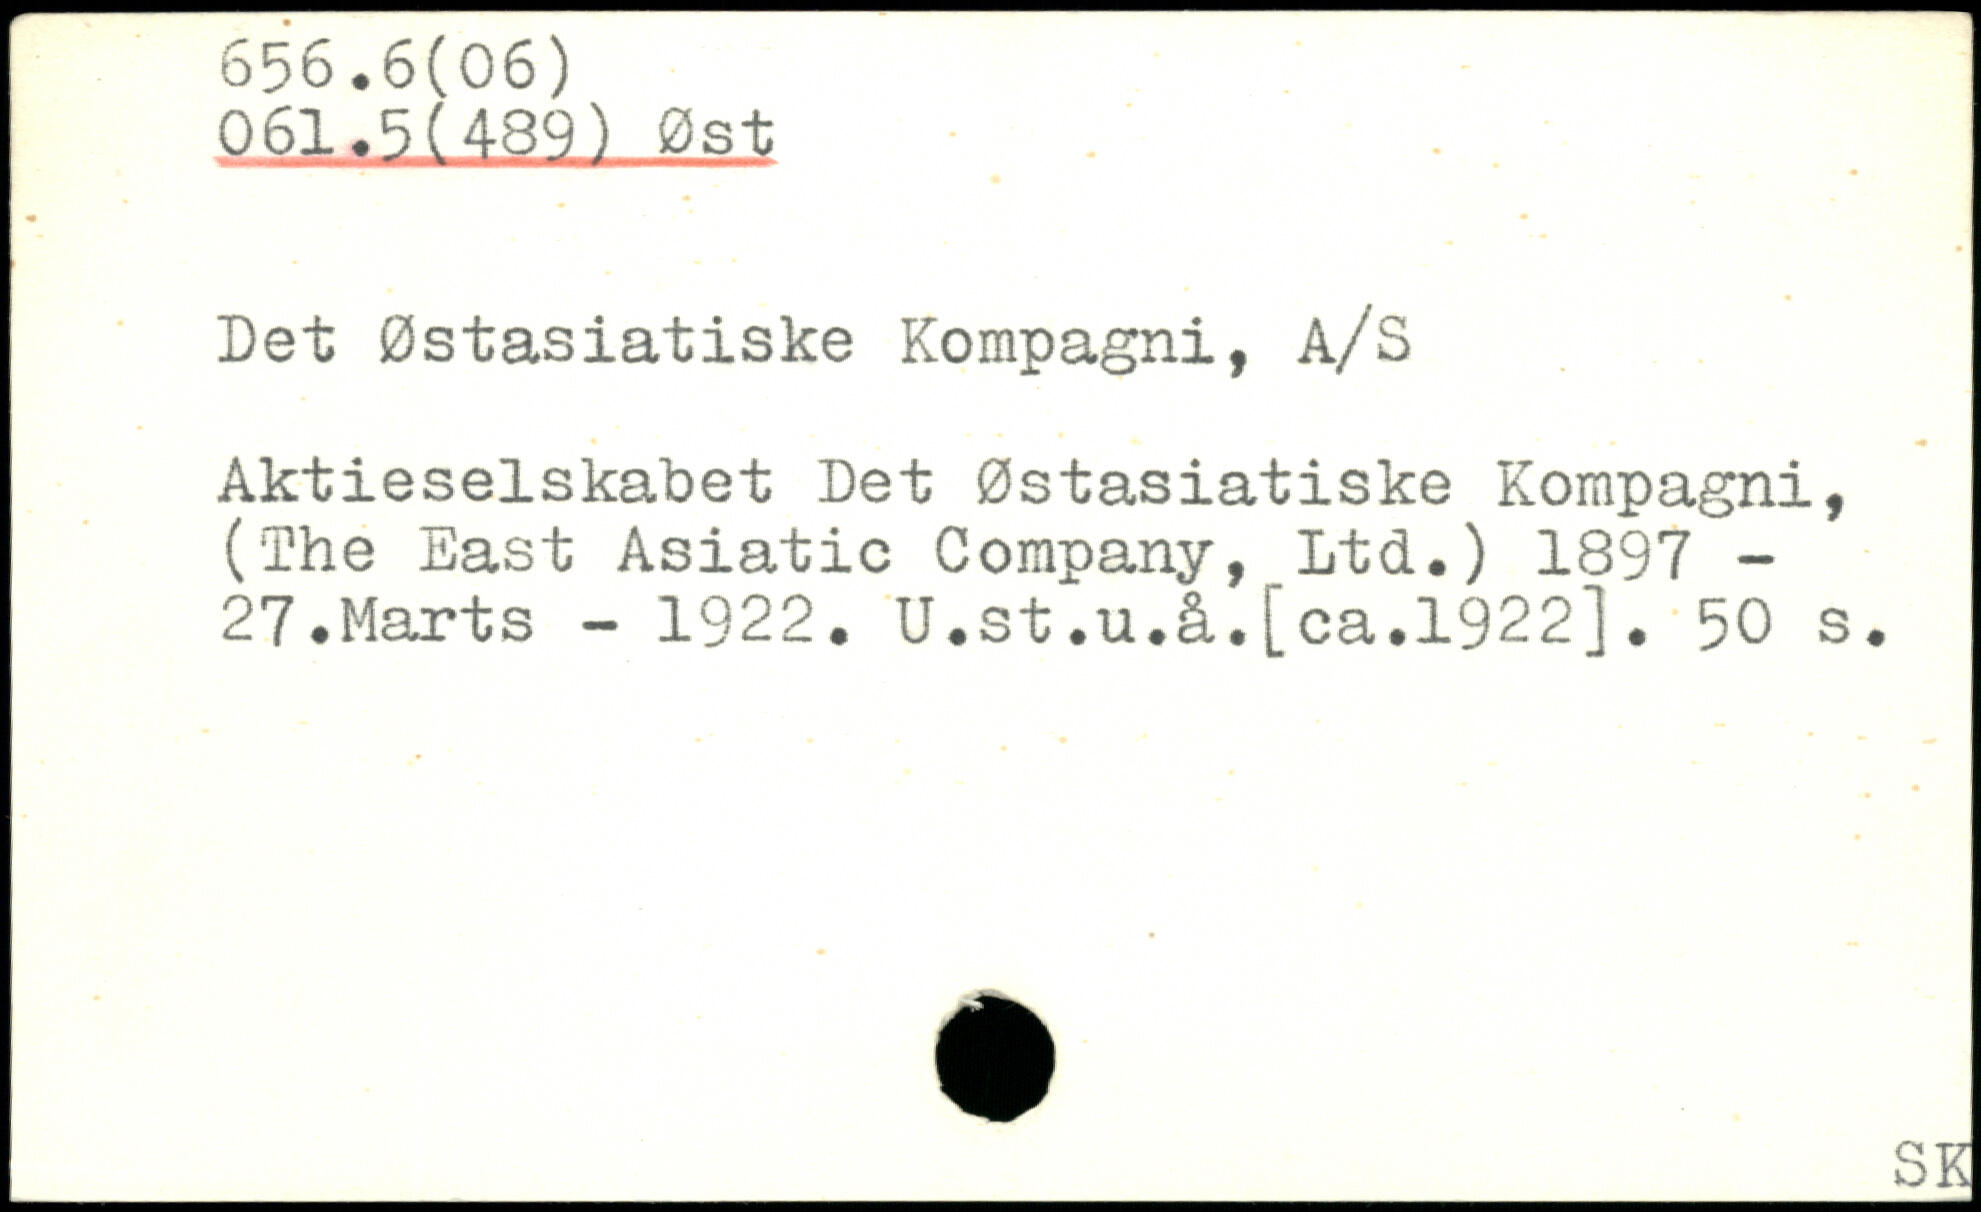 656.6(06)
061.5(489) Øst
Det Østasiatiske Kompagni, A/S
Aktieselskabet Det Østasiatiske Kompagni,
(The East Asiatic Company, Ltd.) 1897 -
27.Marts - 1922. U.st.u.å.[ca.1922]. 50 s.
SK